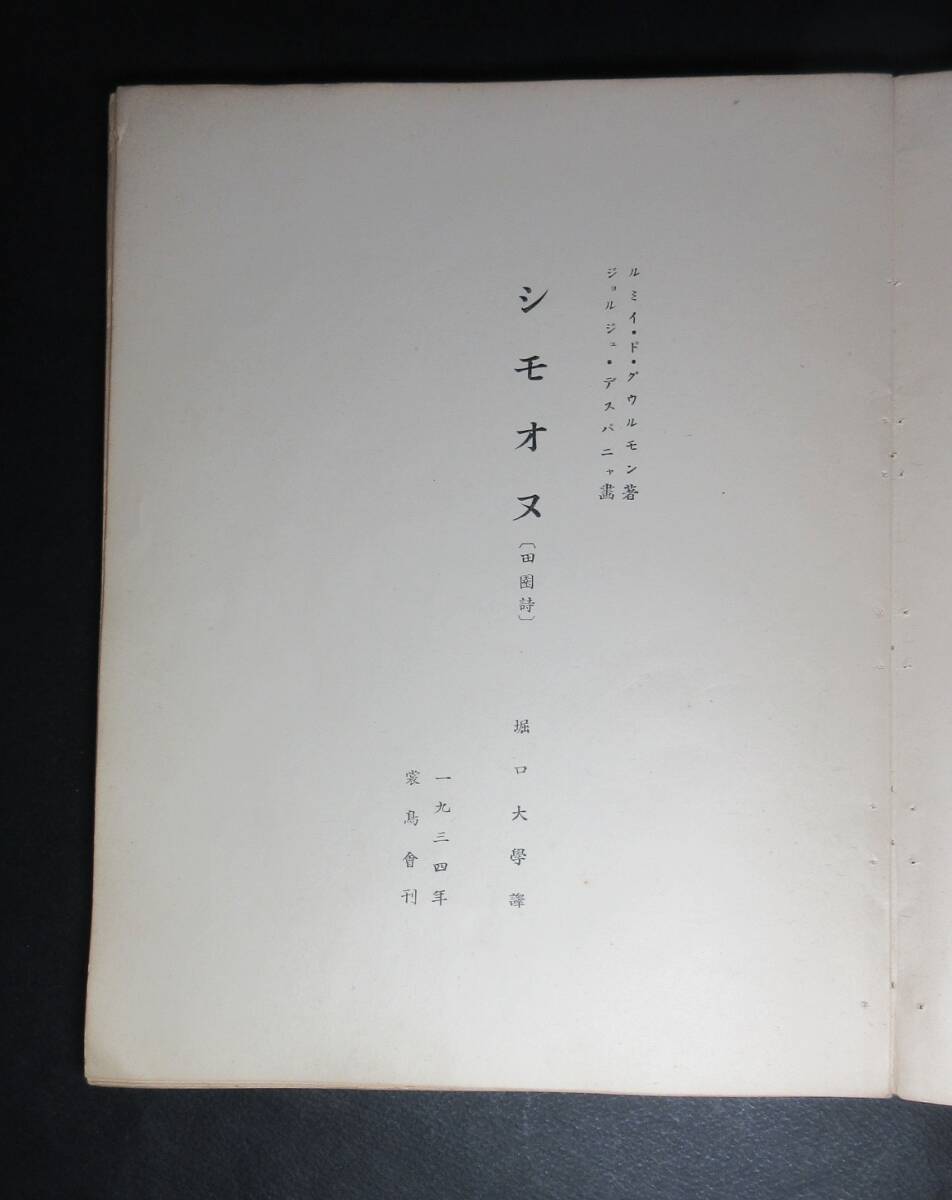 ルミイ・ド・グウルモン著
ジョルジュ・デスパニャ畫
シモオヌ〔田園詩〕 堀口大學譯
一九三四年
裳鳥會刊